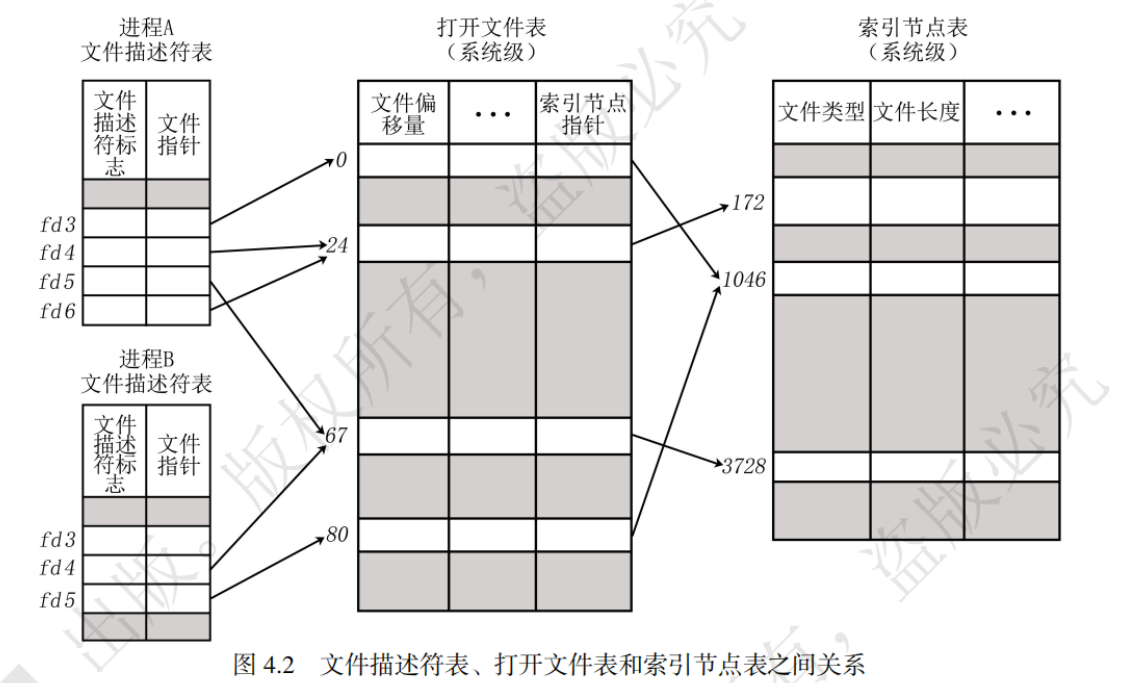 进程A
文件描述符表
文件
描述
符标
志
文件
指针
fd3
fd4
fd5
fd6
进程B
文件描述符表
文件
描述
符标
志
文件
指针
fd3
fd4
fd5
打开文件表
（系统级）
文件偏
移量
•••
索引节点
指针
0
24
67
80
索引节点表
（系统级）
文件类型
文件长度
•••
172
1046
3728
图 4.2 文件描述符表、打开文件表和索引节点表之间关系
出版。版权所有，盗版必究
有，盗版必究